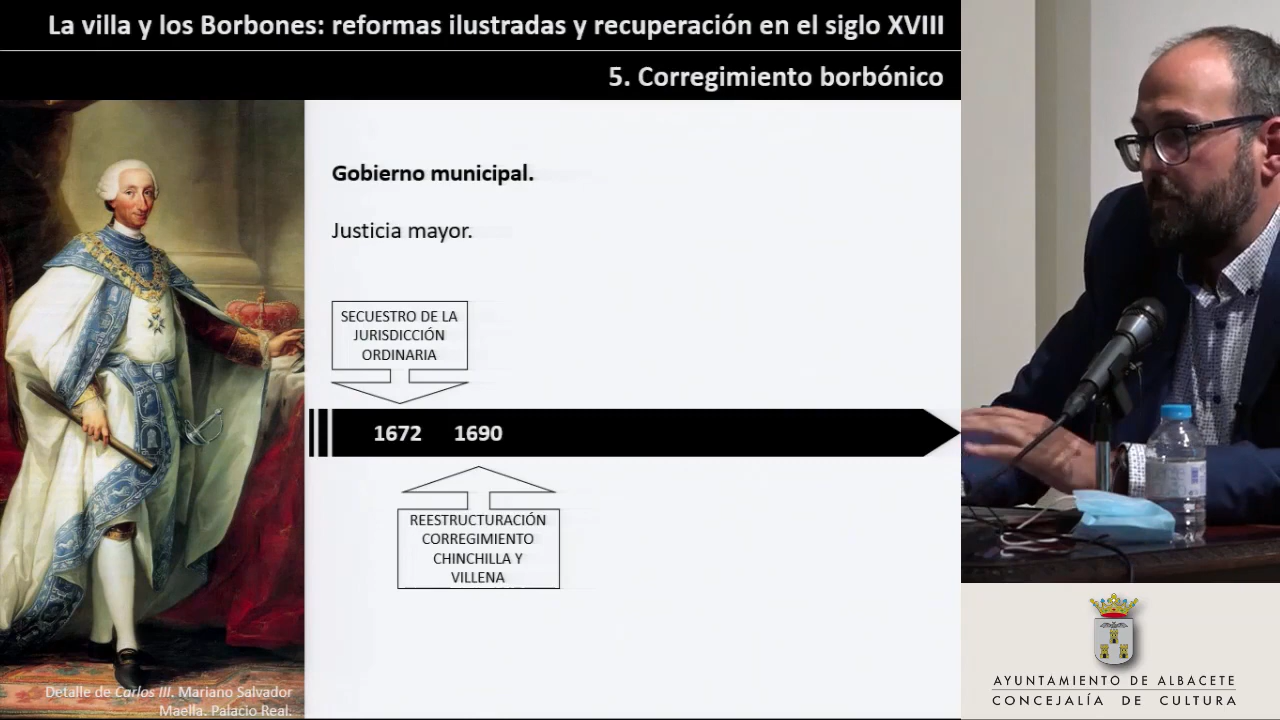 La villa y los Borbones: reformas ilustradas y recuperación en el siglo XVIII
5. Corregimiento borbónico
Gobierno municipal.
Justicia mayor.
SECUESTRO DE LA
JURISDICCIÓN
ORDINARIA
1672 1690
REESTRUCTURACIÓN
CORREGIMIENTO
CHINCHILLA Y
VILLENA
Detalle de Carlos III. Mariano Salvador
Maella. Palacio Real.
AYUNTAMIENTO DE ALBACETE
CONCEJALÍA DE CULTURA